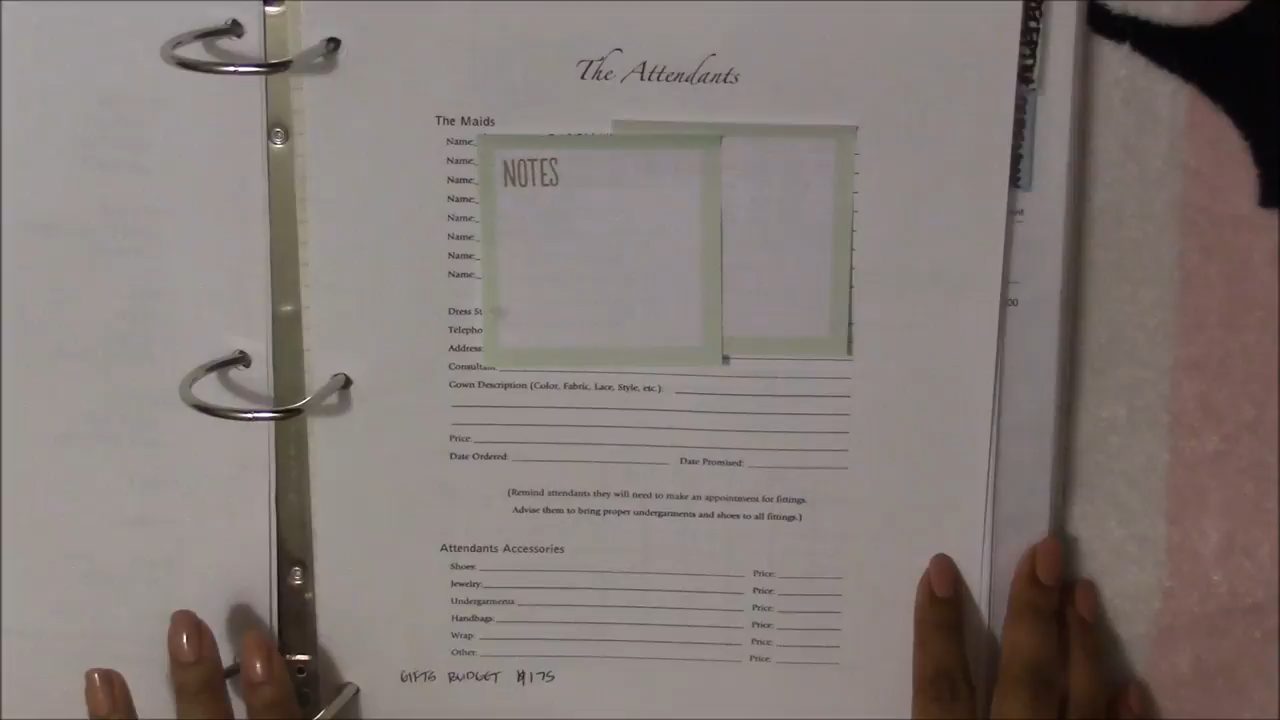 The Attendants
The Maids
Name:
Name:
Name:
Name:
Name:
Name:
Name:
Name:
NOTES
Dress St
Telepho
Address:
Consultant:
Gown Description (Color, Fabric, Lace, Style, etc.):
Price:
Date Ordered: Date Promised:
(Remind attendants they will need to make an appointment for fittings.
Advise them to bring proper undergarments and shoes to all fittings.)
Attendants Accessories
Shoes: Price:
Jewelry: Price:
Undergarments: Price:
Handbags: Price:
Wrap: Price:
Other: Price:
GIFTS BUDGET $175